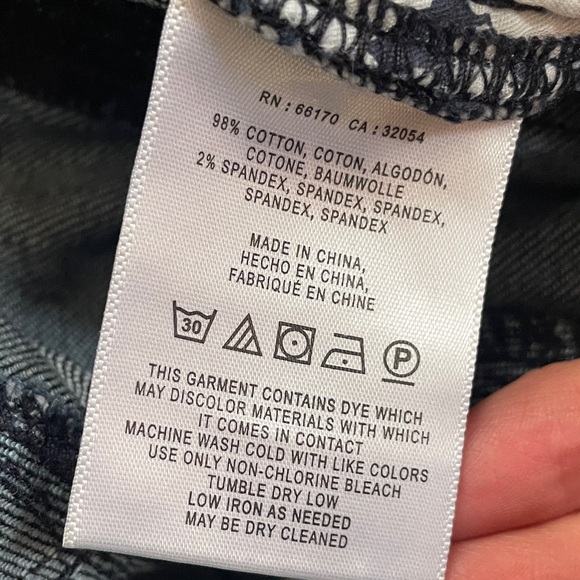 RN : 66170 CA : 32054
98% COTTON, COTON, ALGODÓN,
COTONE, BAUMWOLLE
2% SPANDEX, SPANDEX, SPANDEX,
SPANDEX, SPANDEX
MADE IN CHINA,
HECHO EN CHINA,
FABRIQUÉ EN CHINE
30 P
THIS GARMENT CONTAINS DYE WHICH
MAY DISCOLOR MATERIALS WITH WHICH
IT COMES IN CONTACT
MACHINE WASH COLD WITH LIKE COLORS
USE ONLY NON-CHLORINE BLEACH
TUMBLE DRY LOW
LOW IRON AS NEEDED
MAY BE DRY CLEANED